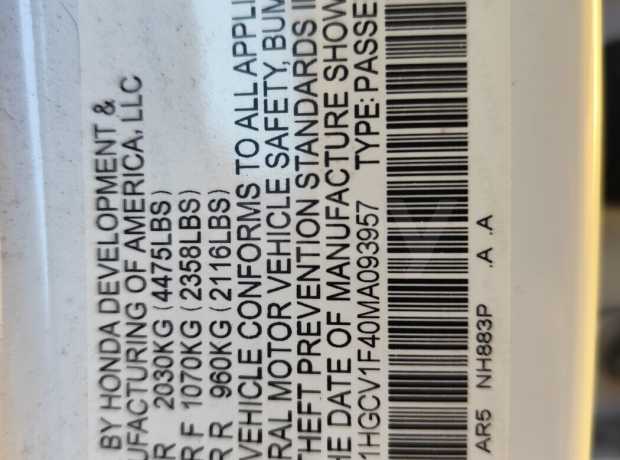 BY HONDA DEVELOPMENT &
UFACTURING OF AMERICA, LLC
R 2030KG (4475LBS)
R F 1070KG (2358LBS)
R R 960KG (2116LBS)
VEHICLE CONFORMS TO ALL APPLI
RAL MOTOR VEHICLE SAFETY, BUM
THEFT PREVENTION STANDARDS I
HE DATE OF MANUFACTURE SHOW
1HGCV1F40MA093957 TYPE: PASSE
AR5 NH883P .A .A